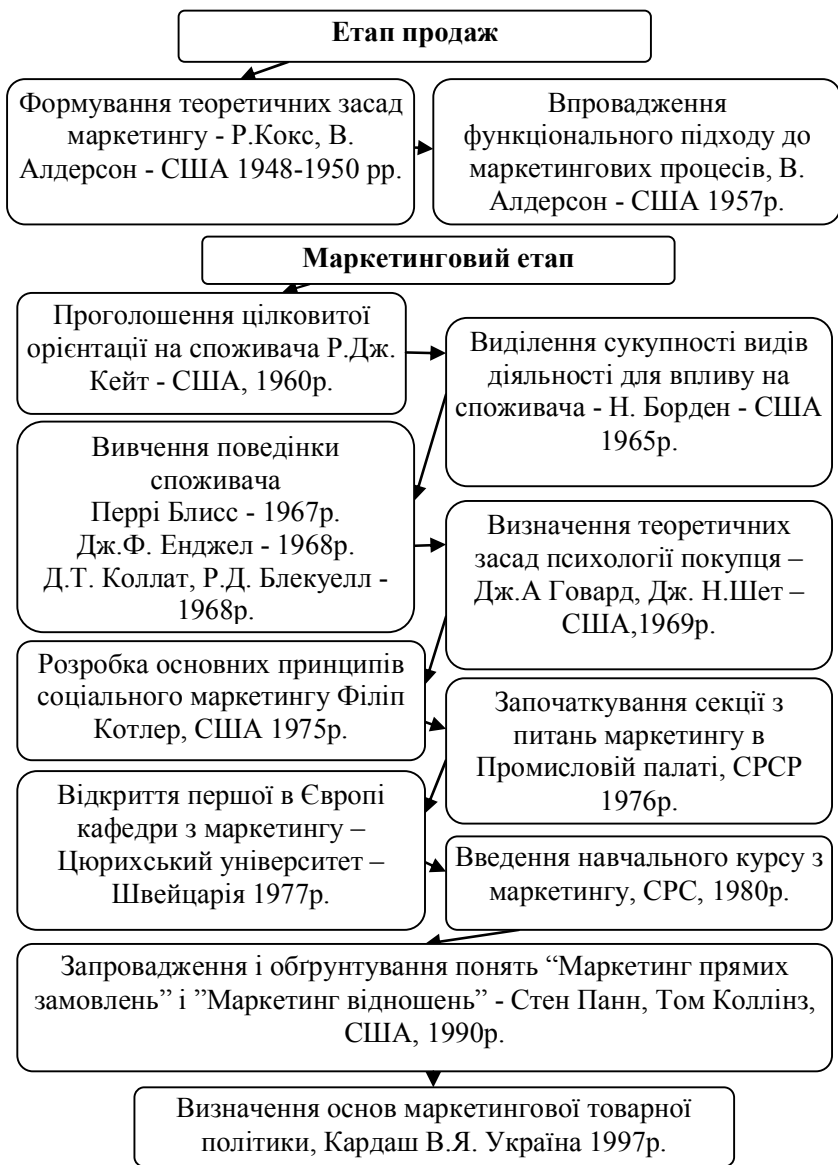 Етап продаж
Формування теоретичних засад
маркетингу - Р.Кокс, В.
Алдерсон - США 1948-1950 рр.
Впровадження
функціонального підходу до
маркетингових процесів, В.
Алдерсон - США 1957р.
Маркетинговий етап
Проголошення цілковитої
орієнтації на споживача Р.Дж.
Кейт - США, 1960р.
Виділення сукупності видів
діяльності для впливу на
споживача - Н. Борден - США
1965р.
Вивчення поведінки
споживача
Перрі Блисс - 1967р.
Дж.Ф. Енджел - 1968р.
Д.Т. Коллат, Р.Д. Блекуелл -
1968р.
Визначення теоретичних
засад психології покупця –
Дж.А Говард, Дж. Н.Шет –
США,1969р.
Розробка основних принципів
соціального маркетингу Філіп
Котлер, США 1975р.
Започаткування секції з
питань маркетингу в
Промисловій палаті, СРСР
1976р.
Відкриття першої в Європі
кафедри з маркетингу –
Цюрихський університет –
Швейцарія 1977р.
Введення навчального курсу з
маркетингу, СРС, 1980р.
Запровадження і обґрунтування понять “Маркетинг прямих
замовлень” і ”Маркетинг відношень” - Стен Панн, Том Коллінз,
США, 1990р.
Визначення основ маркетингової товарної
політики, Кардаш В.Я. Україна 1997р.